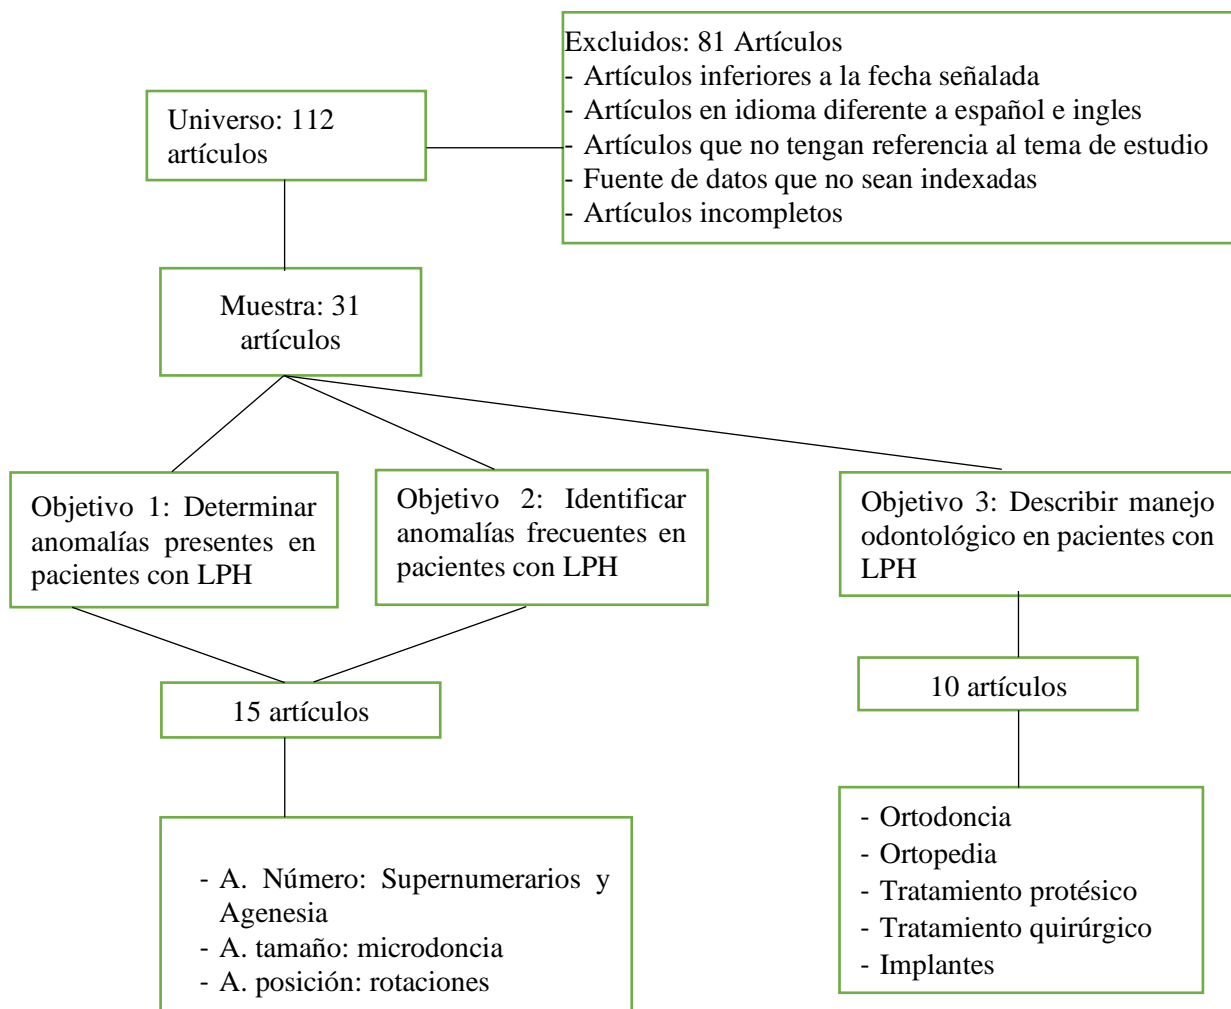 Excluidos: 81 Artículos
- Artículos inferiores a la fecha señalada
- Artículos en idioma diferente a español e ingles
- Artículos que no tengan referencia al tema de estudio
- Fuente de datos que no sean indexadas
- Artículos incompletos
Universo: 112
artículos
Muestra: 31
artículos
Objetivo 1: Determinar
anomalías presentes en
pacientes con LPH
Objetivo 2: Identificar
anomalías frecuentes en
pacientes con LPH
Objetivo 3: Describir manejo
odontológico en pacientes con
LPH
15 artículos
10 artículos
- A. Número: Supernumerarios y
Agenesia
- A. tamaño: microdoncia
- A. posición: rotaciones
- Ortodoncia
- Ortopedia
- Tratamiento protésico
- Tratamiento quirúrgico
- Implantes